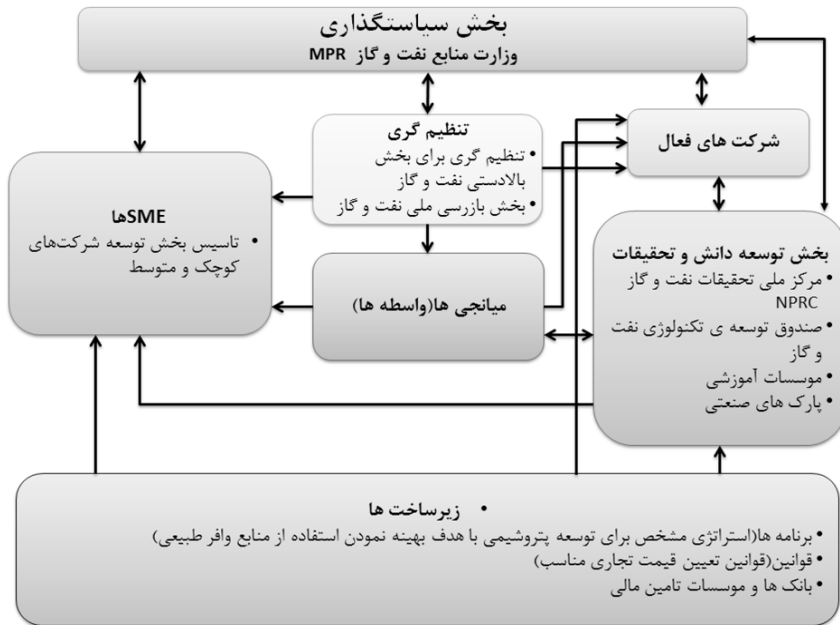 بخش سیاستگذاری
وزارت منابع نفت و گاز MPR
تنظیم گری
• تنظیم گری برای بخش
بالادستی نفت و گاز
• بخش بازرسی ملی نفت و گاز
شرکت های فعال
SMEها
• تاسیس بخش توسعه شرکت‌های
کوچک و متوسط
میانجی ها(واسطه ها)
بخش توسعه دانش و تحقیقات
• مرکز ملی تحقیقات نفت و گاز
NPRC
• صندوق توسعه ی تکنولوژی نفت
و گاز
• موسسات آموزشی
• پارک های صنعتی
• زیرساخت ها
• برنامه ها(استراتژی مشخص برای توسعه پتروشیمی با هدف بهینه نمودن استفاده از منابع وافر طبیعی)
• قوانین(قوانین تعیین قیمت تجاری مناسب)
• بانک ها و موسسات تامین مالی